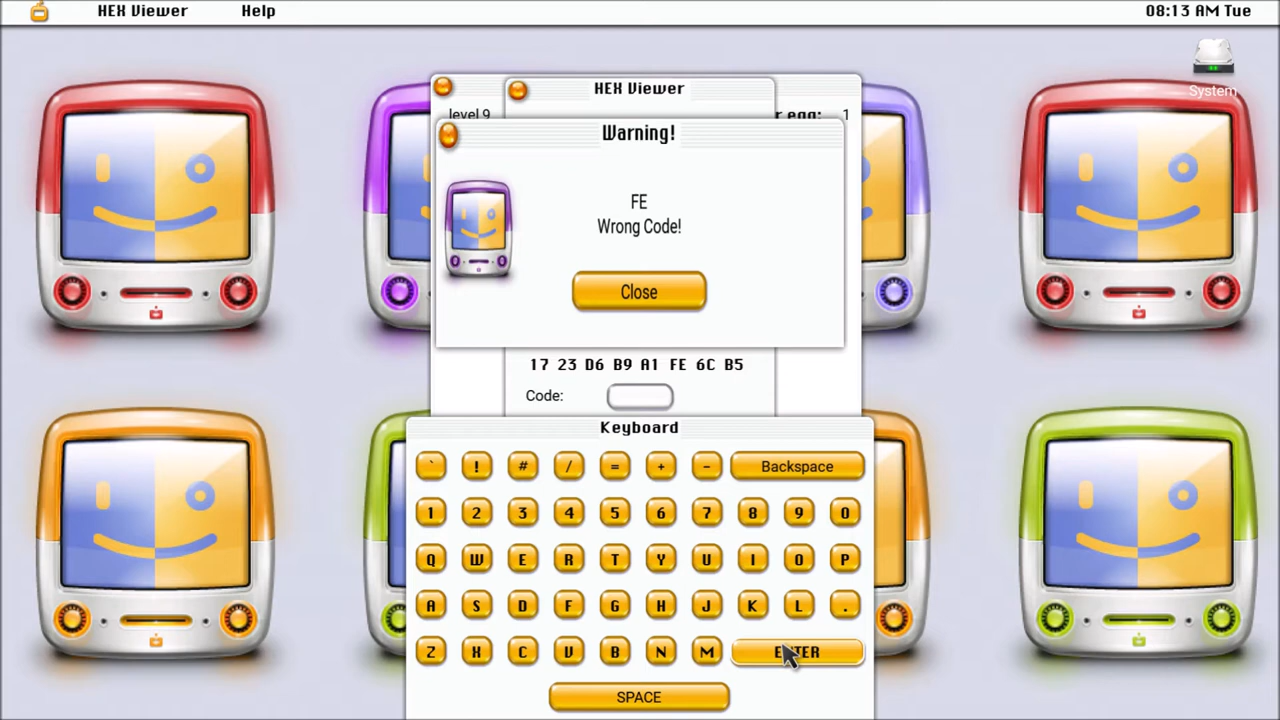 HEX Viewer Help 08:13 AM Tue
System
HEX Viewer
level 9 r egg: 1
Warning!
FE
Wrong Code!
Close
17 23 D6 B9 A1 FE 6C B5
Code:
Keyboard
` ! # / = + - Backspace
1 2 3 4 5 6 7 8 9 0
Q W E R T Y U I O P
A S D F G H J K L .
Z X C V B N M ENTER
SPACE